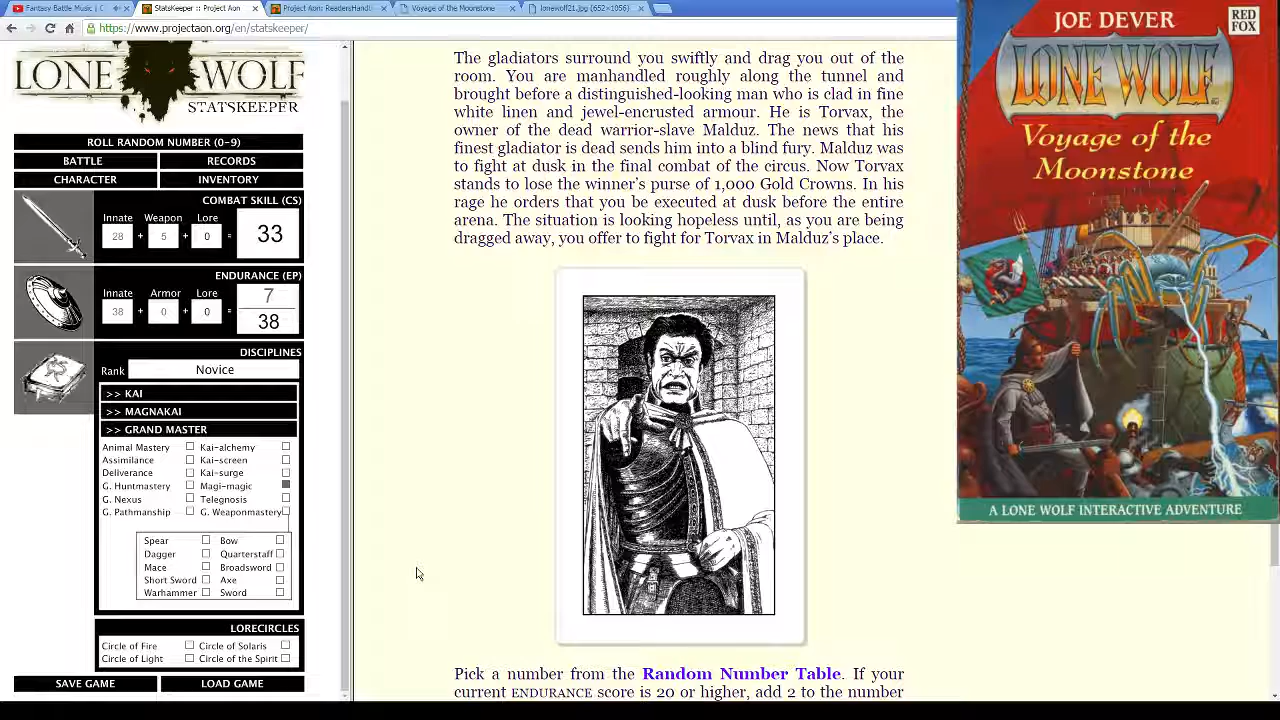 Fantasy-Battle Music | C
StatsKeeper :: Project Aon
Project Aon: ReadersHandb
Voyage of the Moonstone
lonewolf21.jpg (652×1056)
https://www.projectaon.org/en/statskeeper/
LONE WOLF
STATSKEEPER
ROLL RANDOM NUMBER (0-9)
BATTLE RECORDS
CHARACTER INVENTORY
COMBAT SKILL (CS)
Innate Weapon Lore
28 + 5 + 0 = 33
ENDURANCE (EP)
Innate Armor Lore
7
38 + 0 + 0 = 38
DISCIPLINES
Rank Novice
>> KAI
>> MAGNAKAI
>> GRAND MASTER
Animal Mastery Kai-alchemy
Assimilance Kai-screen
Deliverance Kai-surge
G. Huntmastery Magi-magic
G. Nexus Telegnosis
G. Pathmanship G. Weaponmastery
Spear Bow
Dagger Quarterstaff
Mace Broadsword
Short Sword Axe
Warhammer Sword
LORECIRCLES
Circle of Fire Circle of Solaris
Circle of Light Circle of the Spirit
SAVE GAME LOAD GAME
The gladiators surround you swiftly and drag you out of the
room. You are manhandled roughly along the tunnel and
brought before a distinguished-looking man who is clad in fine
white linen and jewel-encrusted armour. He is Torvax, the
owner of the dead warrior-slave Malduz. The news that his
finest gladiator is dead sends him into a blind fury. Malduz was
to fight at dusk in the final combat of the circus. Now Torvax
stands to lose the winner's purse of 1,000 Gold Crowns. In his
rage he orders that you be executed at dusk before the entire
arena. The situation is looking hopeless until, as you are being
dragged away, you offer to fight for Torvax in Malduz's place.
Pick a number from the Random Number Table. If your
current ENDURANCE score is 20 or higher, add 2 to the number
JOE DEVER
RED
FOX
LONE WOLF
Voyage of the
Moonstone
A LONE WOLF INTERACTIVE ADVENTURE